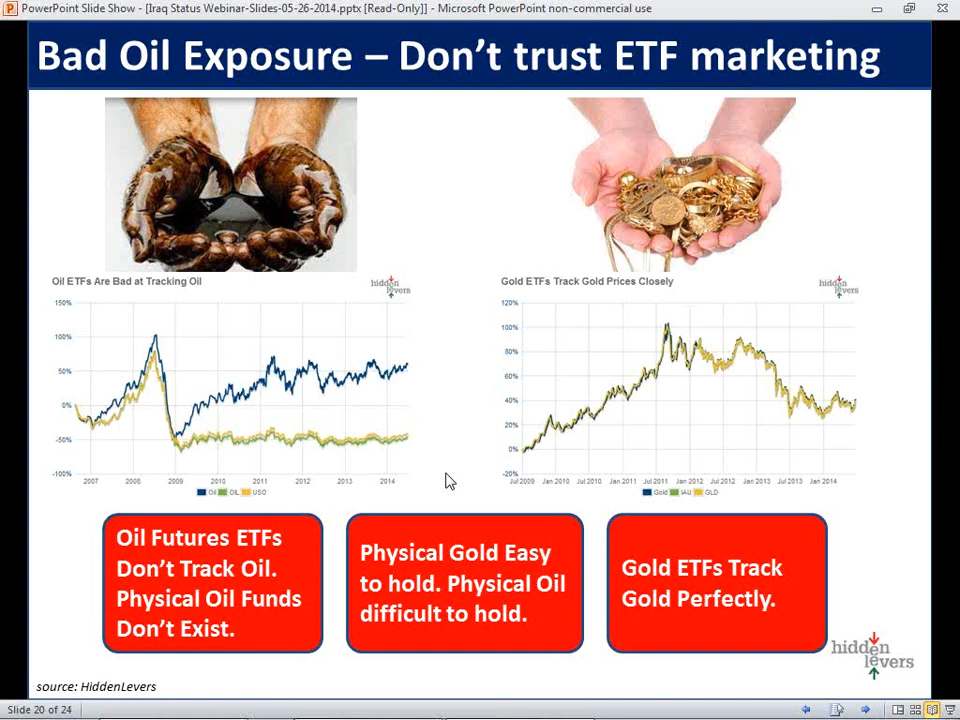 PowerPoint Slide Show - [Iraq Status Webinar-Slides-05-26-2014.pptx [Read-Only]] - Microsoft PowerPoint non-commercial use
Bad Oil Exposure – Don't trust ETF marketing
Oil ETFs Are Bad at Tracking Oil
hidden
levers
150%
100%
50%
0%
-50%
-100%
2007 2008 2009 2010 2011 2012 2013 2014
Oil OIL USO
Gold ETFs Track Gold Prices Closely
hidden
levers
120%
100%
80%
60%
40%
20%
0%
-20%
Jul 2009 Jan 2010 Jul 2010 Jan 2011 Jul 2011 Jan 2012 Jul 2012 Jan 2013 Jul 2013 Jan 2014
Gold IAU GLD
Oil Futures ETFs
Don't Track Oil.
Physical Oil Funds
Don't Exist.
Physical Gold Easy
to hold. Physical Oil
difficult to hold.
Gold ETFs Track
Gold Perfectly.
hidden
levers
source: HiddenLevers
Slide 20 of 24